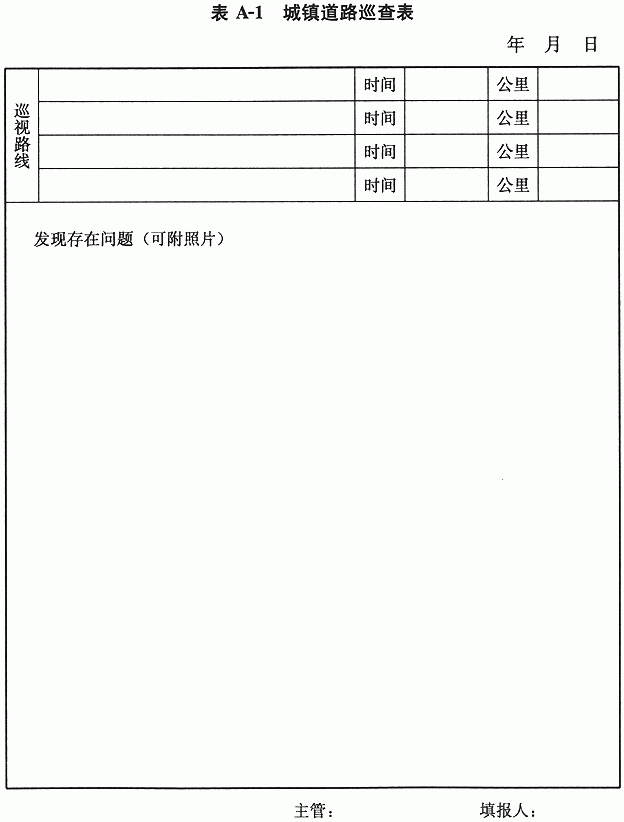 表 A-1 城镇道路巡查表
年 月 日
巡视路线
时间 公里
时间 公里
时间 公里
时间 公里
发现存在问题（可附照片）
主管： 填报人：